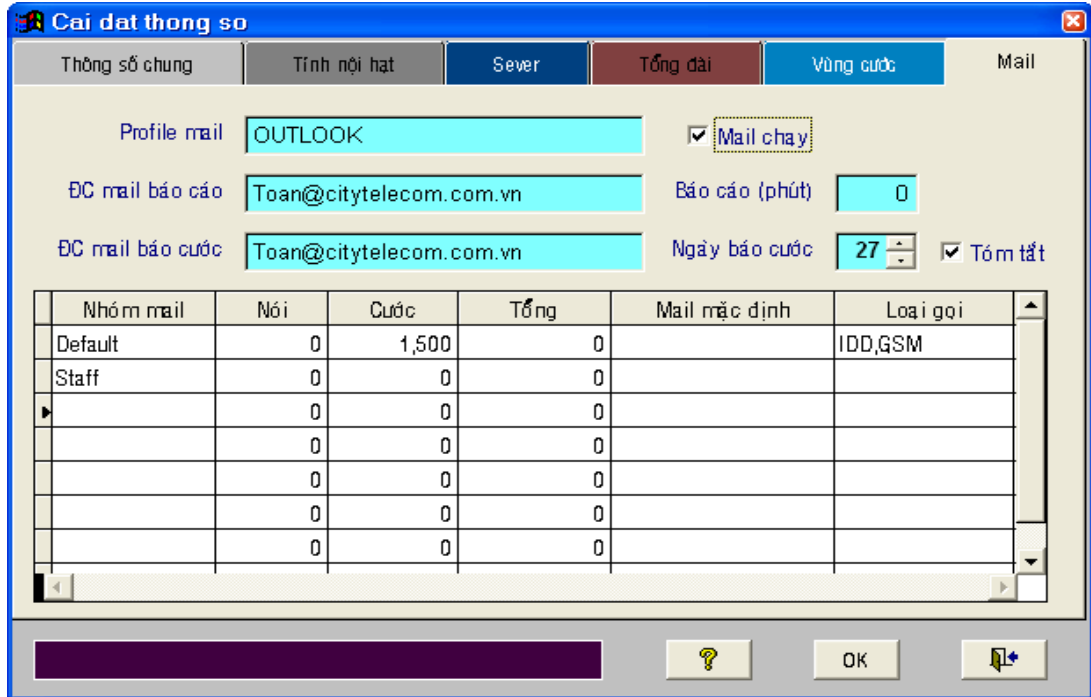 Cai dat thong so
Thông số chung Tính nội hạt Sever Tổng đài Vùng cước Mail
Profile mail OUTLOOK Mail chạy
ĐC mail báo cáo Toan@citytelecom.com.vn Báo cáo (phút) 0
ĐC mail báo cước Toan@citytelecom.com.vn Ngày báo cước 27 Tóm tắt
Nhóm mail Nói Cước Tổng Mail mặc định Loại gọi
Default 0 1,500 0 IDD,GSM
Staff 0 0 0
0 0 0
0 0 0
0 0 0
0 0 0
0 0 0
? OK